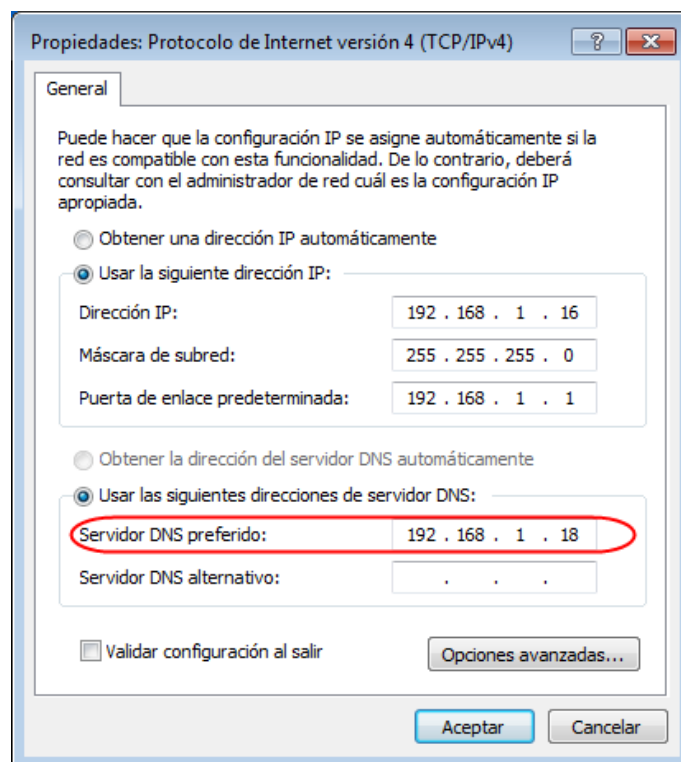 Propiedades: Protocolo de Internet versión 4 (TCP/IPv4)
General
Puede hacer que la configuración IP se asigne automáticamente si la
red es compatible con esta funcionalidad. De lo contrario, deberá
consultar con el administrador de red cuál es la configuración IP
apropiada.
Obtener una dirección IP automáticamente
Usar la siguiente dirección IP:
Dirección IP: 192 . 168 . 1 . 16
Máscara de subred: 255 . 255 . 255 . 0
Puerta de enlace predeterminada: 192 . 168 . 1 . 1
Obtener la dirección del servidor DNS automáticamente
Usar las siguientes direcciones de servidor DNS:
Servidor DNS preferido: 192 . 168 . 1 . 18
Servidor DNS alternativo: . . .
Validar configuración al salir
Opciones avanzadas...
Aceptar Cancelar